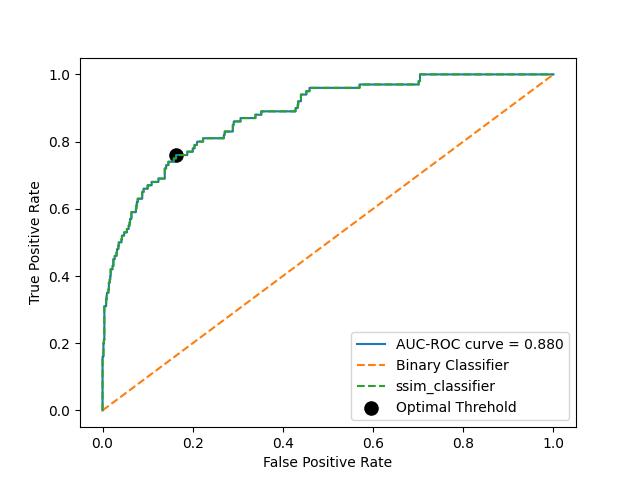 1.0
0.8
0.6
0.4
0.2
0.0
True Positive Rate
AUC-ROC curve = 0.880
Binary Classifier
ssim_classifier
Optimal Threhold
0.0 0.2 0.4 0.6 0.8 1.0
False Positive Rate